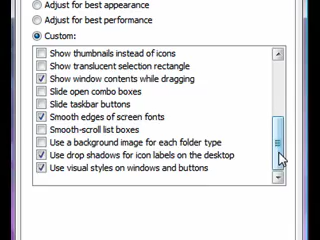 Adjust for best appearance
Adjust for best performance
Custom:
Show thumbnails instead of icons
Show translucent selection rectangle
Show window contents while dragging
Slide open combo boxes
Slide taskbar buttons
Smooth edges of screen fonts
Smooth-scroll list boxes
Use a background image for each folder type
Use drop shadows for icon labels on the desktop
Use visual styles on windows and buttons